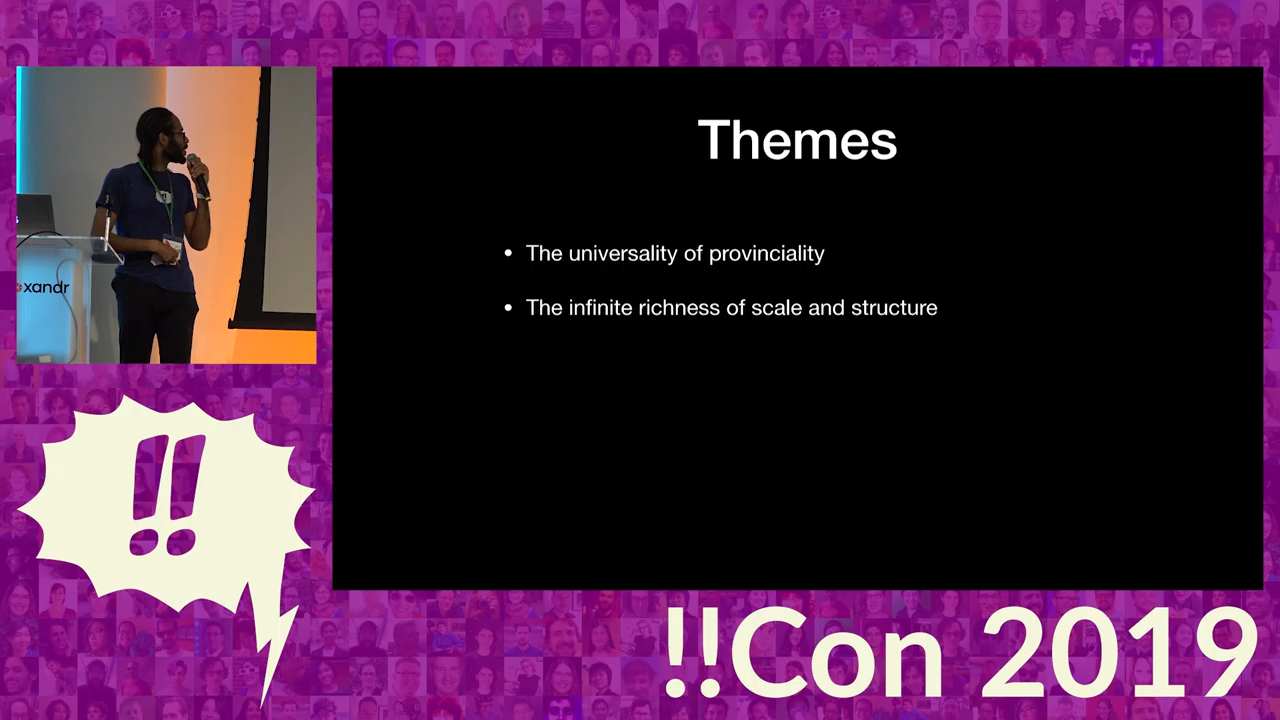 Themes
• The universality of provinciality
• The infinite richness of scale and structure
xandr
!!
!!Con 2019